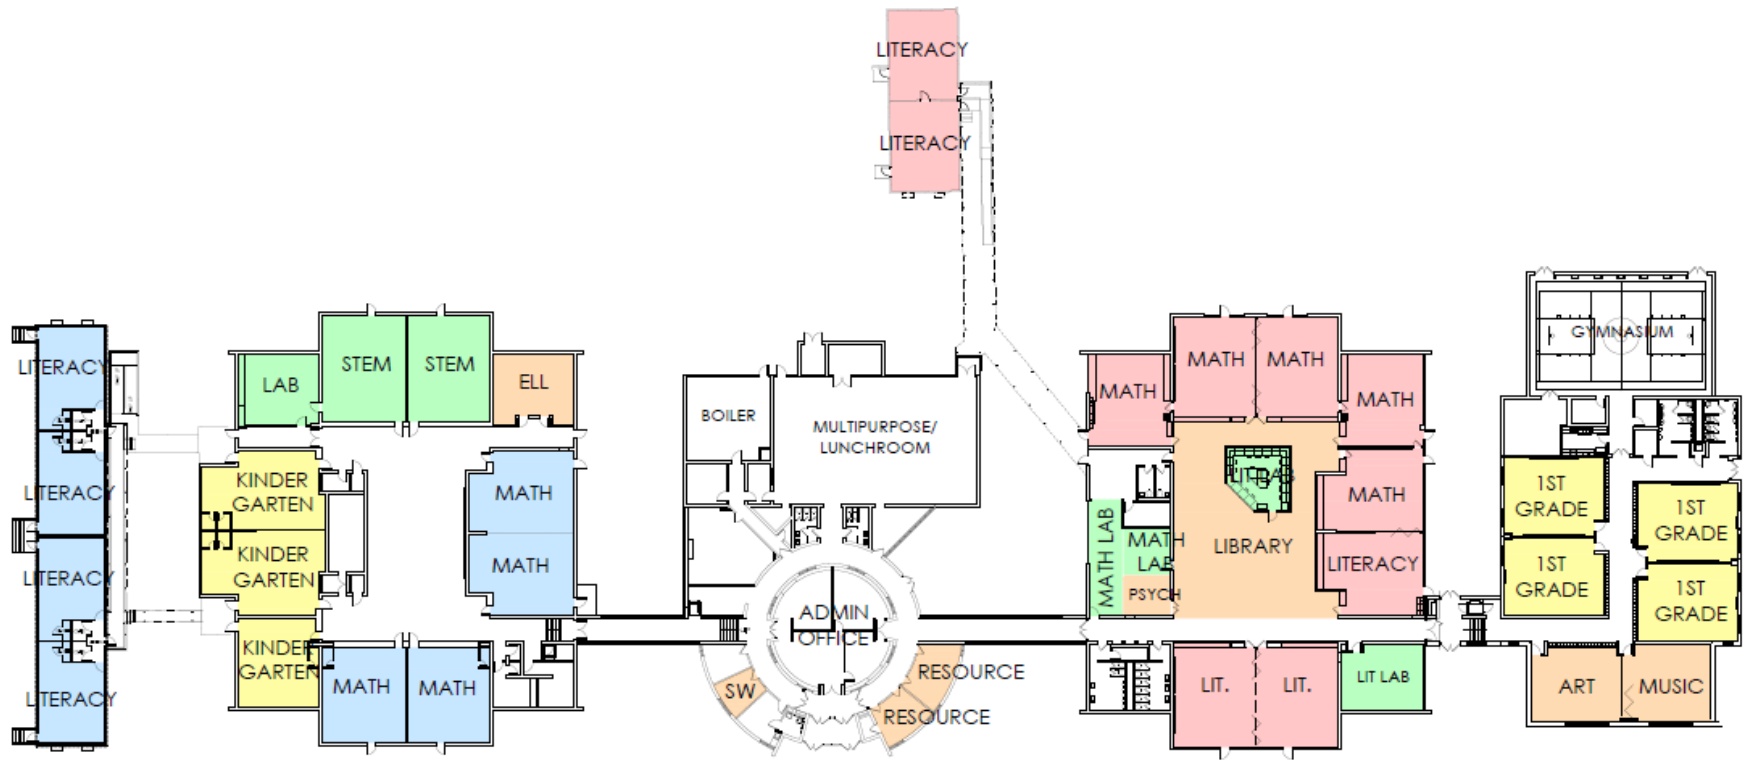 LITERACY
LITERACY
LITERACY
LITERACY
LITERACY
LITERACY
LAB
STEM
STEM
ELL
KINDER
GARTEN
KINDER
GARTEN
KINDER
GARTEN
MATH
MATH
MATH
MATH
BOILER
MULTIPURPOSE/
LUNCHROOM
ADMIN
OFFICE
SW
RESOURCE
RESOURCE
MATH
MATH
MATH
MATH
MATH
LITERACY
LIT LAB
LIBRARY
MATH LAB
MATH
LAB
PSYCH
LIT.
LIT.
LIT LAB
GYMNASIUM
1ST
GRADE
1ST
GRADE
1ST
GRADE
1ST
GRADE
ART
MUSIC